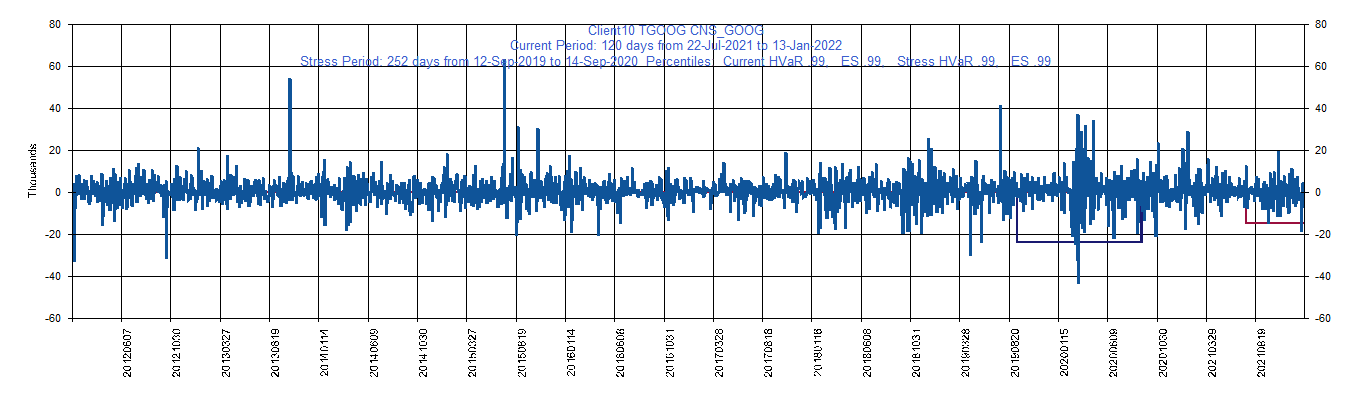 Client10 TGOOG CNS_GOOG
Current Period: 120 days from 22-Jul-2021 to 13-Jan-2022
Stress Period: 252 days from 12-Sep-2019 to 14-Sep-2020 Percentiles: Current HVaR .99, ES .99, Stress HVaR .99, ES .99
80 80
60 60
40 40
20 20
0 0
-20 -20
-40 -40
-60 -60
Thousands
20120607 20121030 20130327 20130819 20140114 20140609 20141030 20150327 20150819 20160114 20160608 20161031 20170328 20170818 20180116 20180608 20181031 20190328 20190820 20200115 20200609 20201030 20210329 20210819